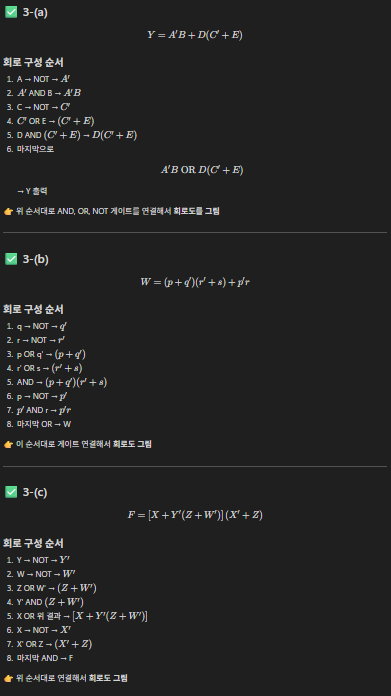 ✅ 3-(a)
Y = A′B + D(C′ + E)
회로 구성 순서
1. A → NOT → A′
2. A′ AND B → A′B
3. C → NOT → C′
4. C′ OR E → (C′ + E)
5. D AND (C′ + E) → D(C′ + E)
6. 마지막으로
A′B OR D(C′ + E)
→ Y 출력
👉 위 순서대로 AND, OR, NOT 게이트를 연결해서 회로도를 그림
✅ 3-(b)
W = (p + q′)(r′ + s) + p′r
회로 구성 순서
1. q → NOT → q′
2. r → NOT → r′
3. p OR q' → (p + q′)
4. r' OR s → (r′ + s)
5. AND → (p + q′)(r′ + s)
6. p → NOT → p′
7. p′ AND r → p′r
8. 마지막 OR → W
👉 이 순서대로 게이트 연결해서 회로도 그림
✅ 3-(c)
F = [X + Y′(Z + W′)] (X′ + Z)
회로 구성 순서
1. Y → NOT → Y′
2. W → NOT → W′
3. Z OR W' → (Z + W′)
4. Y' AND (Z + W′)
5. X OR 위 결과 → [X + Y′(Z + W′)]
6. X → NOT → X′
7. X' OR Z → (X′ + Z)
8. 마지막 AND → F
👉 위 순서대로 연결해서 회로도 그림